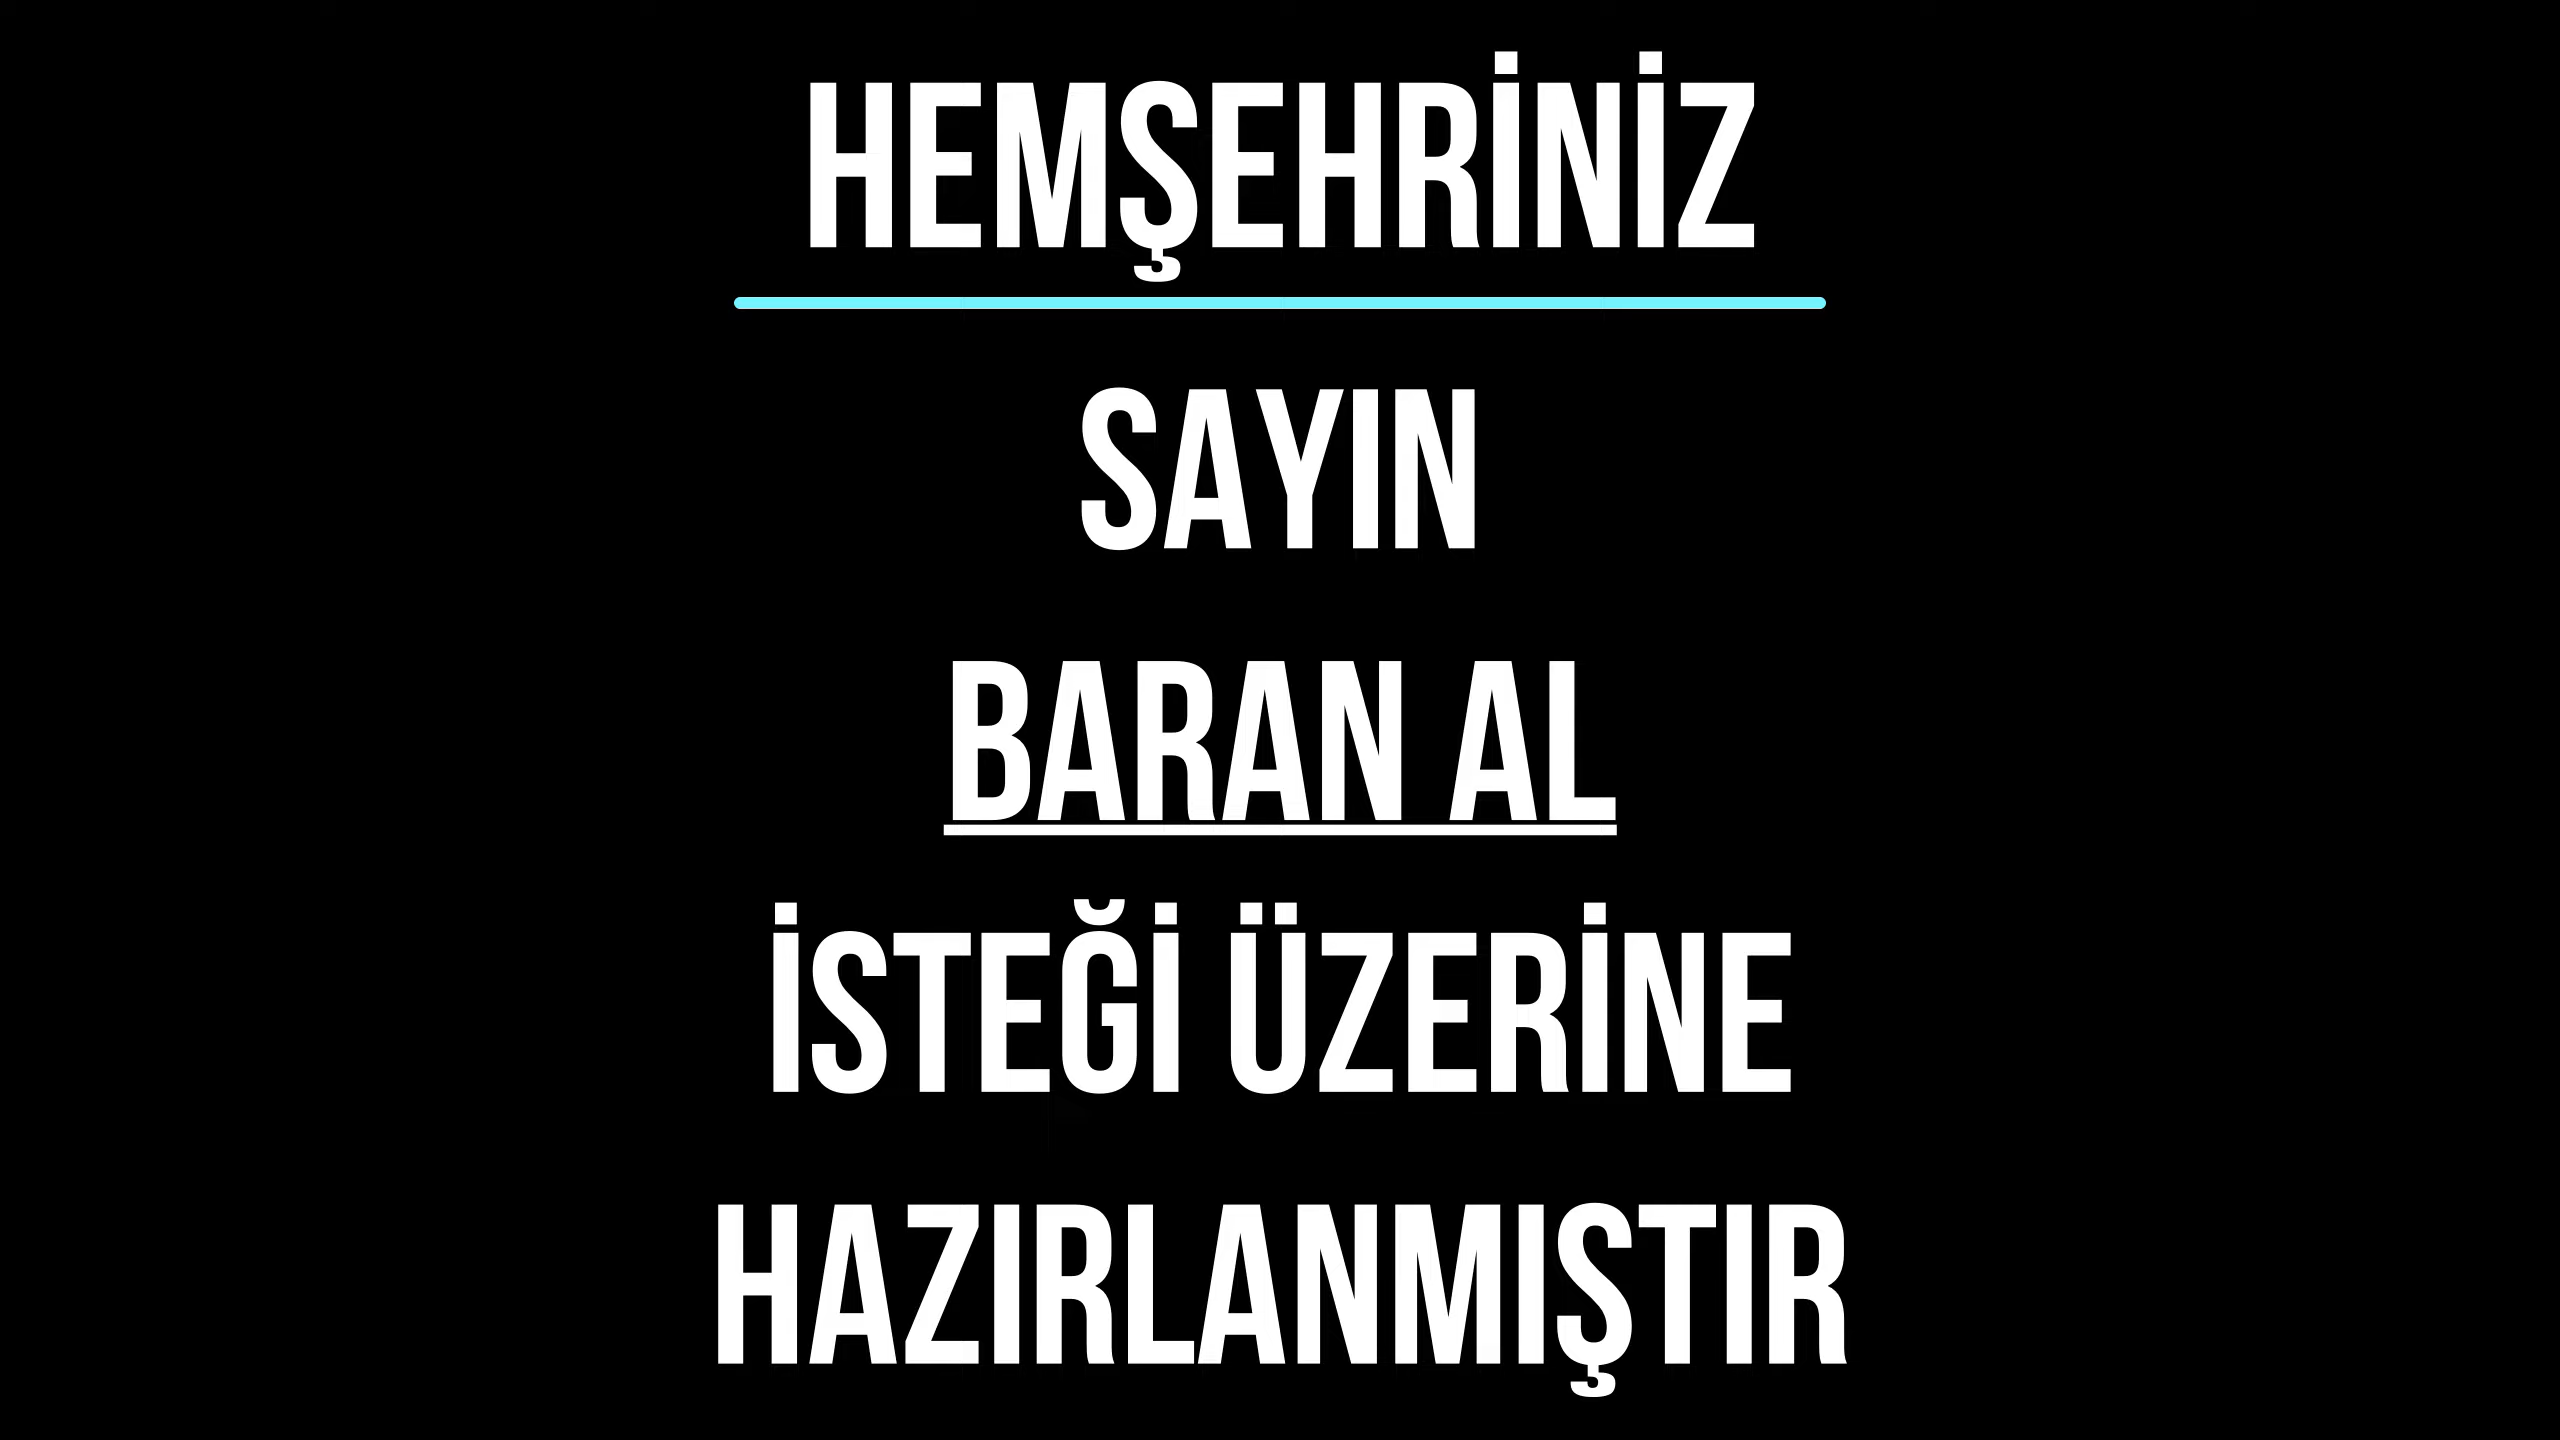 HEMŞEHRİNİZ
SAYIN
BARAN AL
İSTEĞİ ÜZERİNE
HAZIRLANMIŞTIR